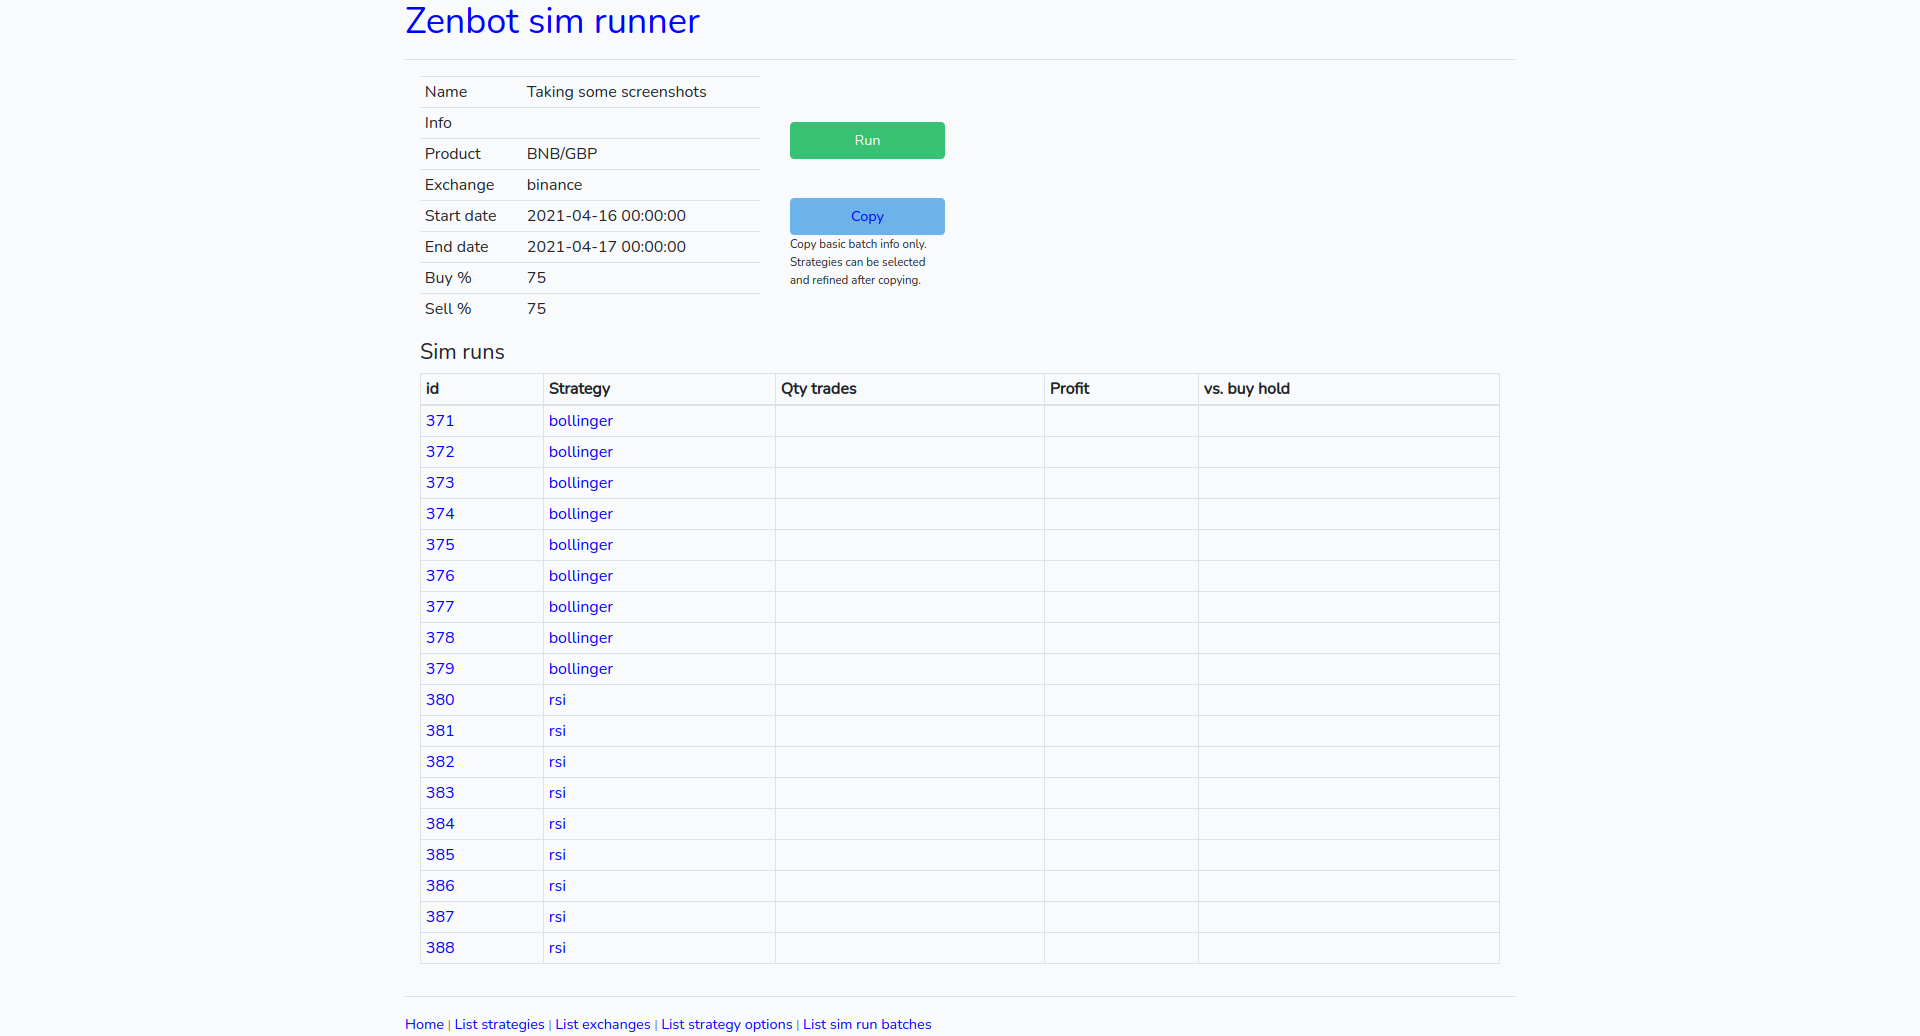 Zenbot sim runner
Name Taking some screenshots
Info
Product BNB/GBP
Exchange binance
Start date 2021-04-16 00:00:00
End date 2021-04-17 00:00:00
Buy % 75
Sell % 75
Run
Copy
Copy basic batch info only.
Strategies can be selected
and refined after copying.
Sim runs
id Strategy Qty trades Profit vs. buy hold
371 bollinger
372 bollinger
373 bollinger
374 bollinger
375 bollinger
376 bollinger
377 bollinger
378 bollinger
379 bollinger
380 rsi
381 rsi
382 rsi
383 rsi
384 rsi
385 rsi
386 rsi
387 rsi
388 rsi
Home | List strategies | List exchanges | List strategy options | List sim run batches